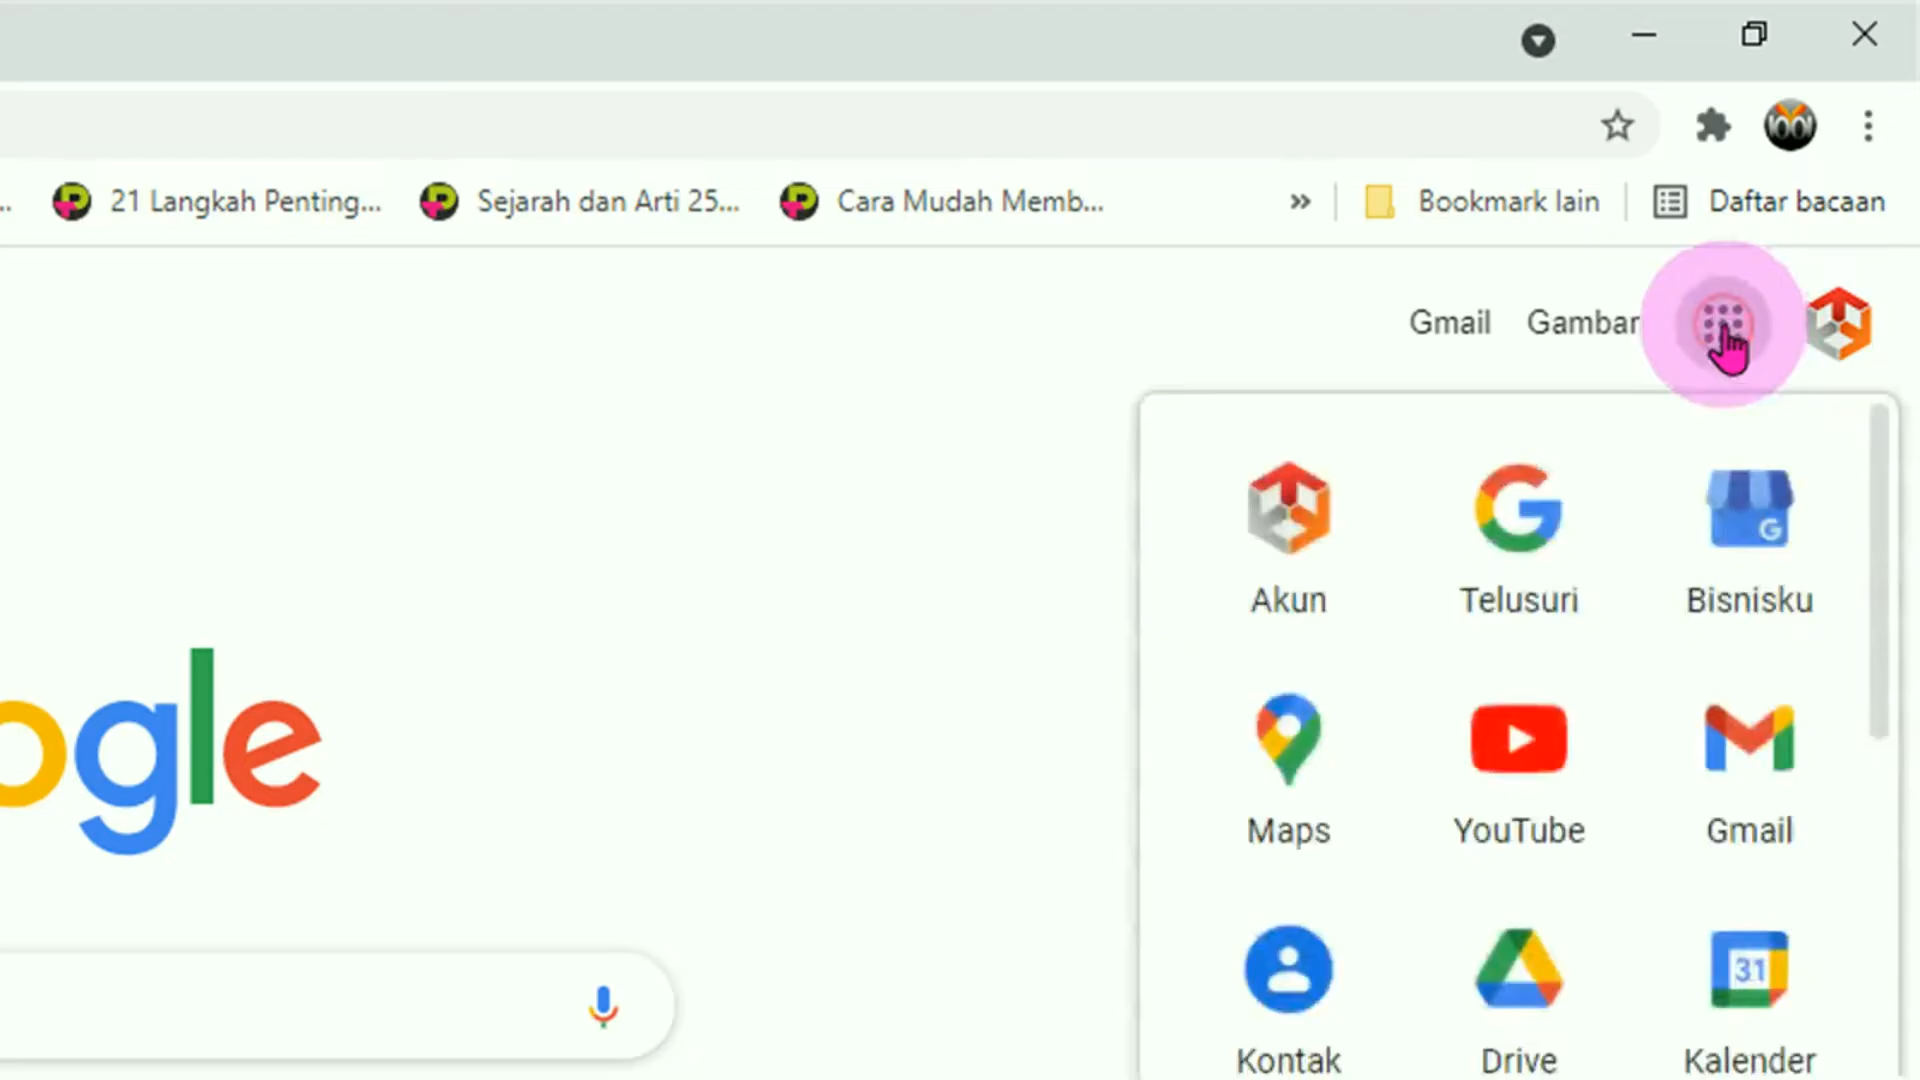 21 Langkah Penting...
Sejarah dan Arti 25...
Cara Mudah Memb...
»
Bookmark lain
Daftar bacaan
Gmail
Gambar
Akun
Telusuri
Bisnisku
Maps
YouTube
Gmail
31
Kontak
Drive
Kalender
ogle